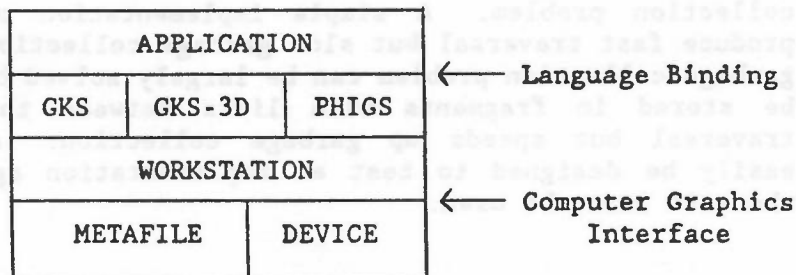 APPLICATION
← Language Binding
GKS GKS-3D PHIGS
WORKSTATION
← Computer Graphics
Interface
METAFILE DEVICE